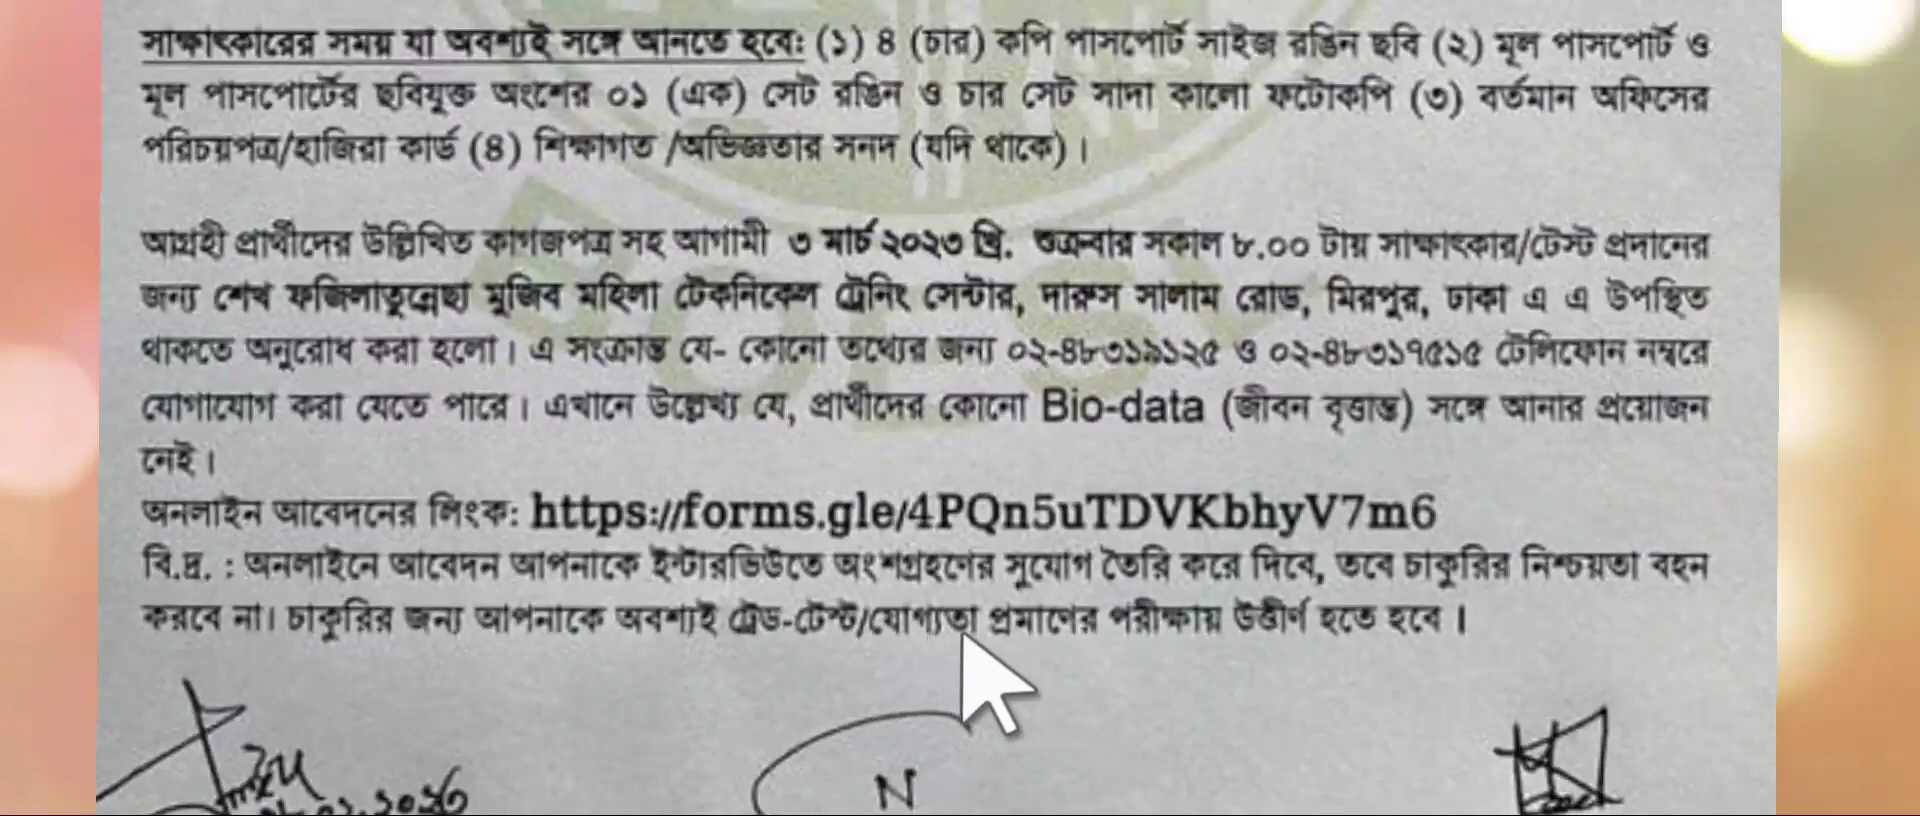 সাক্ষাৎকারের সময় যা অবশ্যই সঙ্গে আনতে হবেঃ (১) ৪ (চার) কপি পাসপোর্ট সাইজ রঙিন ছবি (২) মূল পাসপোর্ট ও
মূল পাসপোর্টের ছবিযুক্ত অংশের ০১ (এক) সেট রঙিন ও চার সেট সাদা কালো ফটোকপি (৩) বর্তমান অফিসের
পরিচয়পত্র/হাজিরা কার্ড (৪) শিক্ষাগত /অভিজ্ঞতার সনদ (যদি থাকে) ।
আগ্রহী প্রার্থীদের উল্লিখিত কাগজপত্র সহ আগামী ৩ মার্চ ২০২৩ খ্রি. শুক্রবার সকাল ৮.০০ টায় সাক্ষাৎকার/টেস্ট প্রদানের
জন্য শেখ ফজিলাতুন্নেছা মুজিব মহিলা টেকনিকেল ট্রেনিং সেন্টার, দারুস সালাম রোড, মিরপুর, ঢাকা এ এ উপস্থিত
থাকতে অনুরোধ করা হলো । এ সংক্রান্ত যে- কোনো তথ্যের জন্য ০২-৪৮৩১৯১২৫ ও ০২-৪৮৩১৭৫১৫ টেলিফোন নম্বরে
যোগাযোগ করা যেতে পারে । এখানে উল্লেখ্য যে, প্রার্থীদের কোনো Bio-data (জীবন বৃত্তান্ত) সঙ্গে আনার প্রয়োজন
নেই ।
অনলাইন আবেদনের লিংক: https://forms.gle/4PQn5uTDVKbhyV7m6
বি.দ্র. : অনলাইনে আবেদন আপনাকে ইন্টারভিউতে অংশগ্রহণের সুযোগ তৈরি করে দিবে, তবে চাকুরির নিশ্চয়তা বহন
করবে না। চাকুরির জন্য আপনাকে অবশ্যই ট্রেড-টেস্ট/যোগ্যতা প্রমাণের পরীক্ষায় উত্তীর্ণ হতে হবে ।